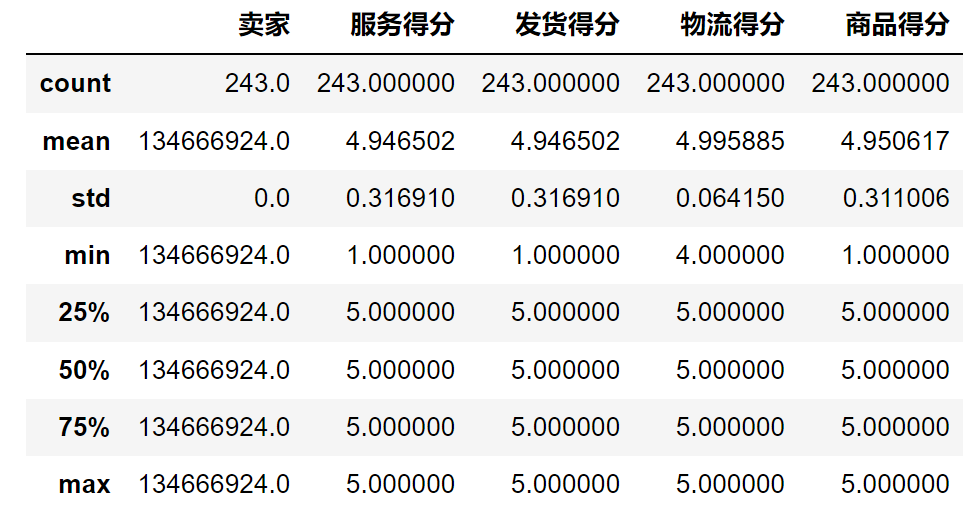 卖家 服务得分 发货得分 物流得分 商品得分
count 243.0 243.000000 243.000000 243.000000 243.000000
mean 134666924.0 4.946502 4.946502 4.995885 4.950617
std 0.0 0.316910 0.316910 0.064150 0.311006
min 134666924.0 1.000000 1.000000 4.000000 1.000000
25% 134666924.0 5.000000 5.000000 5.000000 5.000000
50% 134666924.0 5.000000 5.000000 5.000000 5.000000
75% 134666924.0 5.000000 5.000000 5.000000 5.000000
max 134666924.0 5.000000 5.000000 5.000000 5.000000